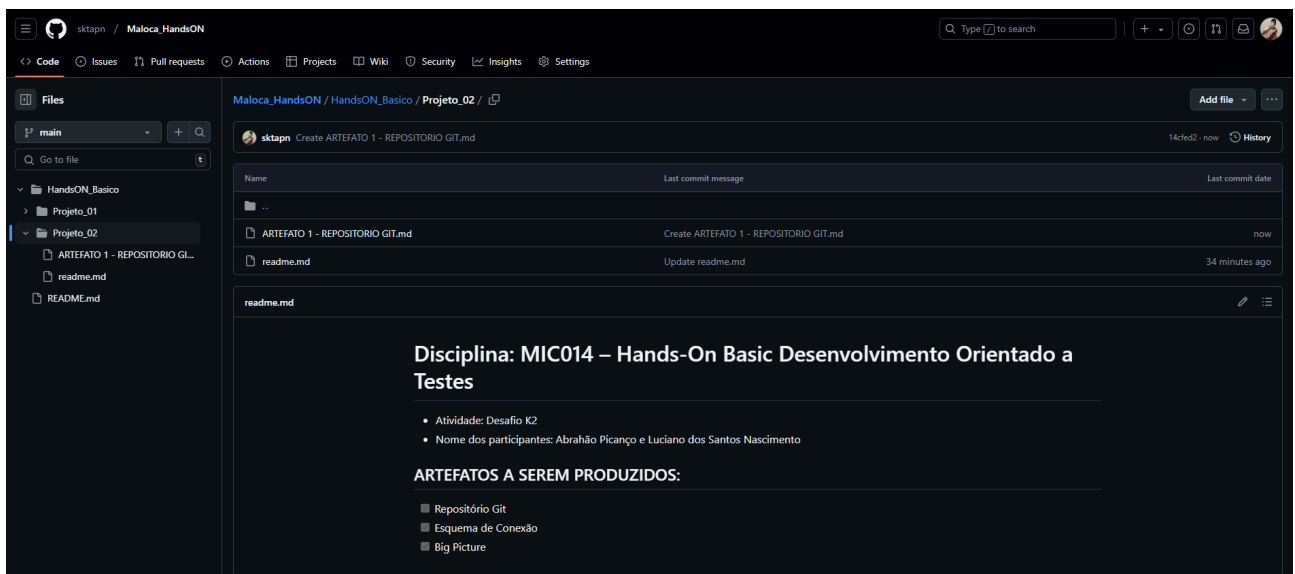 sktapn / Maloca_HandsON
Type / to search
Code Issues Pull requests Actions Projects Wiki Security Insights Settings
Files
main
Go to file t
HandsON_Basico
Projeto_01
Projeto_02
ARTEFATO 1 - REPOSITORIO GI...
readme.md
README.md
Maloca_HandsON / HandsON_Basico / Projeto_02 /
Add file
sktapn Create ARTEFATO 1 - REPOSITORIO GIT.md
14cfed2 · now History
Name Last commit message Last commit date
..
ARTEFATO 1 - REPOSITORIO GIT.md Create ARTEFATO 1 - REPOSITORIO GIT.md now
readme.md Update readme.md 34 minutes ago
readme.md
Disciplina: MIC014 – Hands-On Basic Desenvolvimento Orientado a
Testes
• Atividade: Desafio K2
• Nome dos participantes: Abrahão Picanço e Luciano dos Santos Nascimento
ARTEFATOS A SEREM PRODUZIDOS:
Repositório Git
Esquema de Conexão
Big Picture